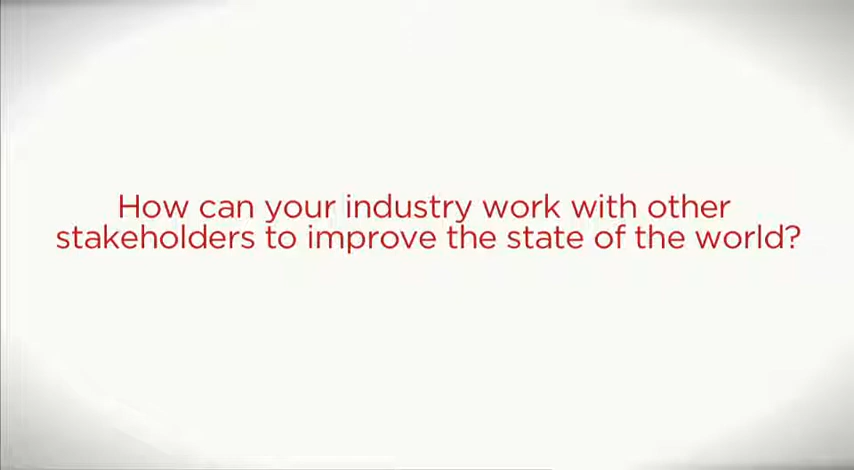 How can your industry work with other
stakeholders to improve the state of the world?